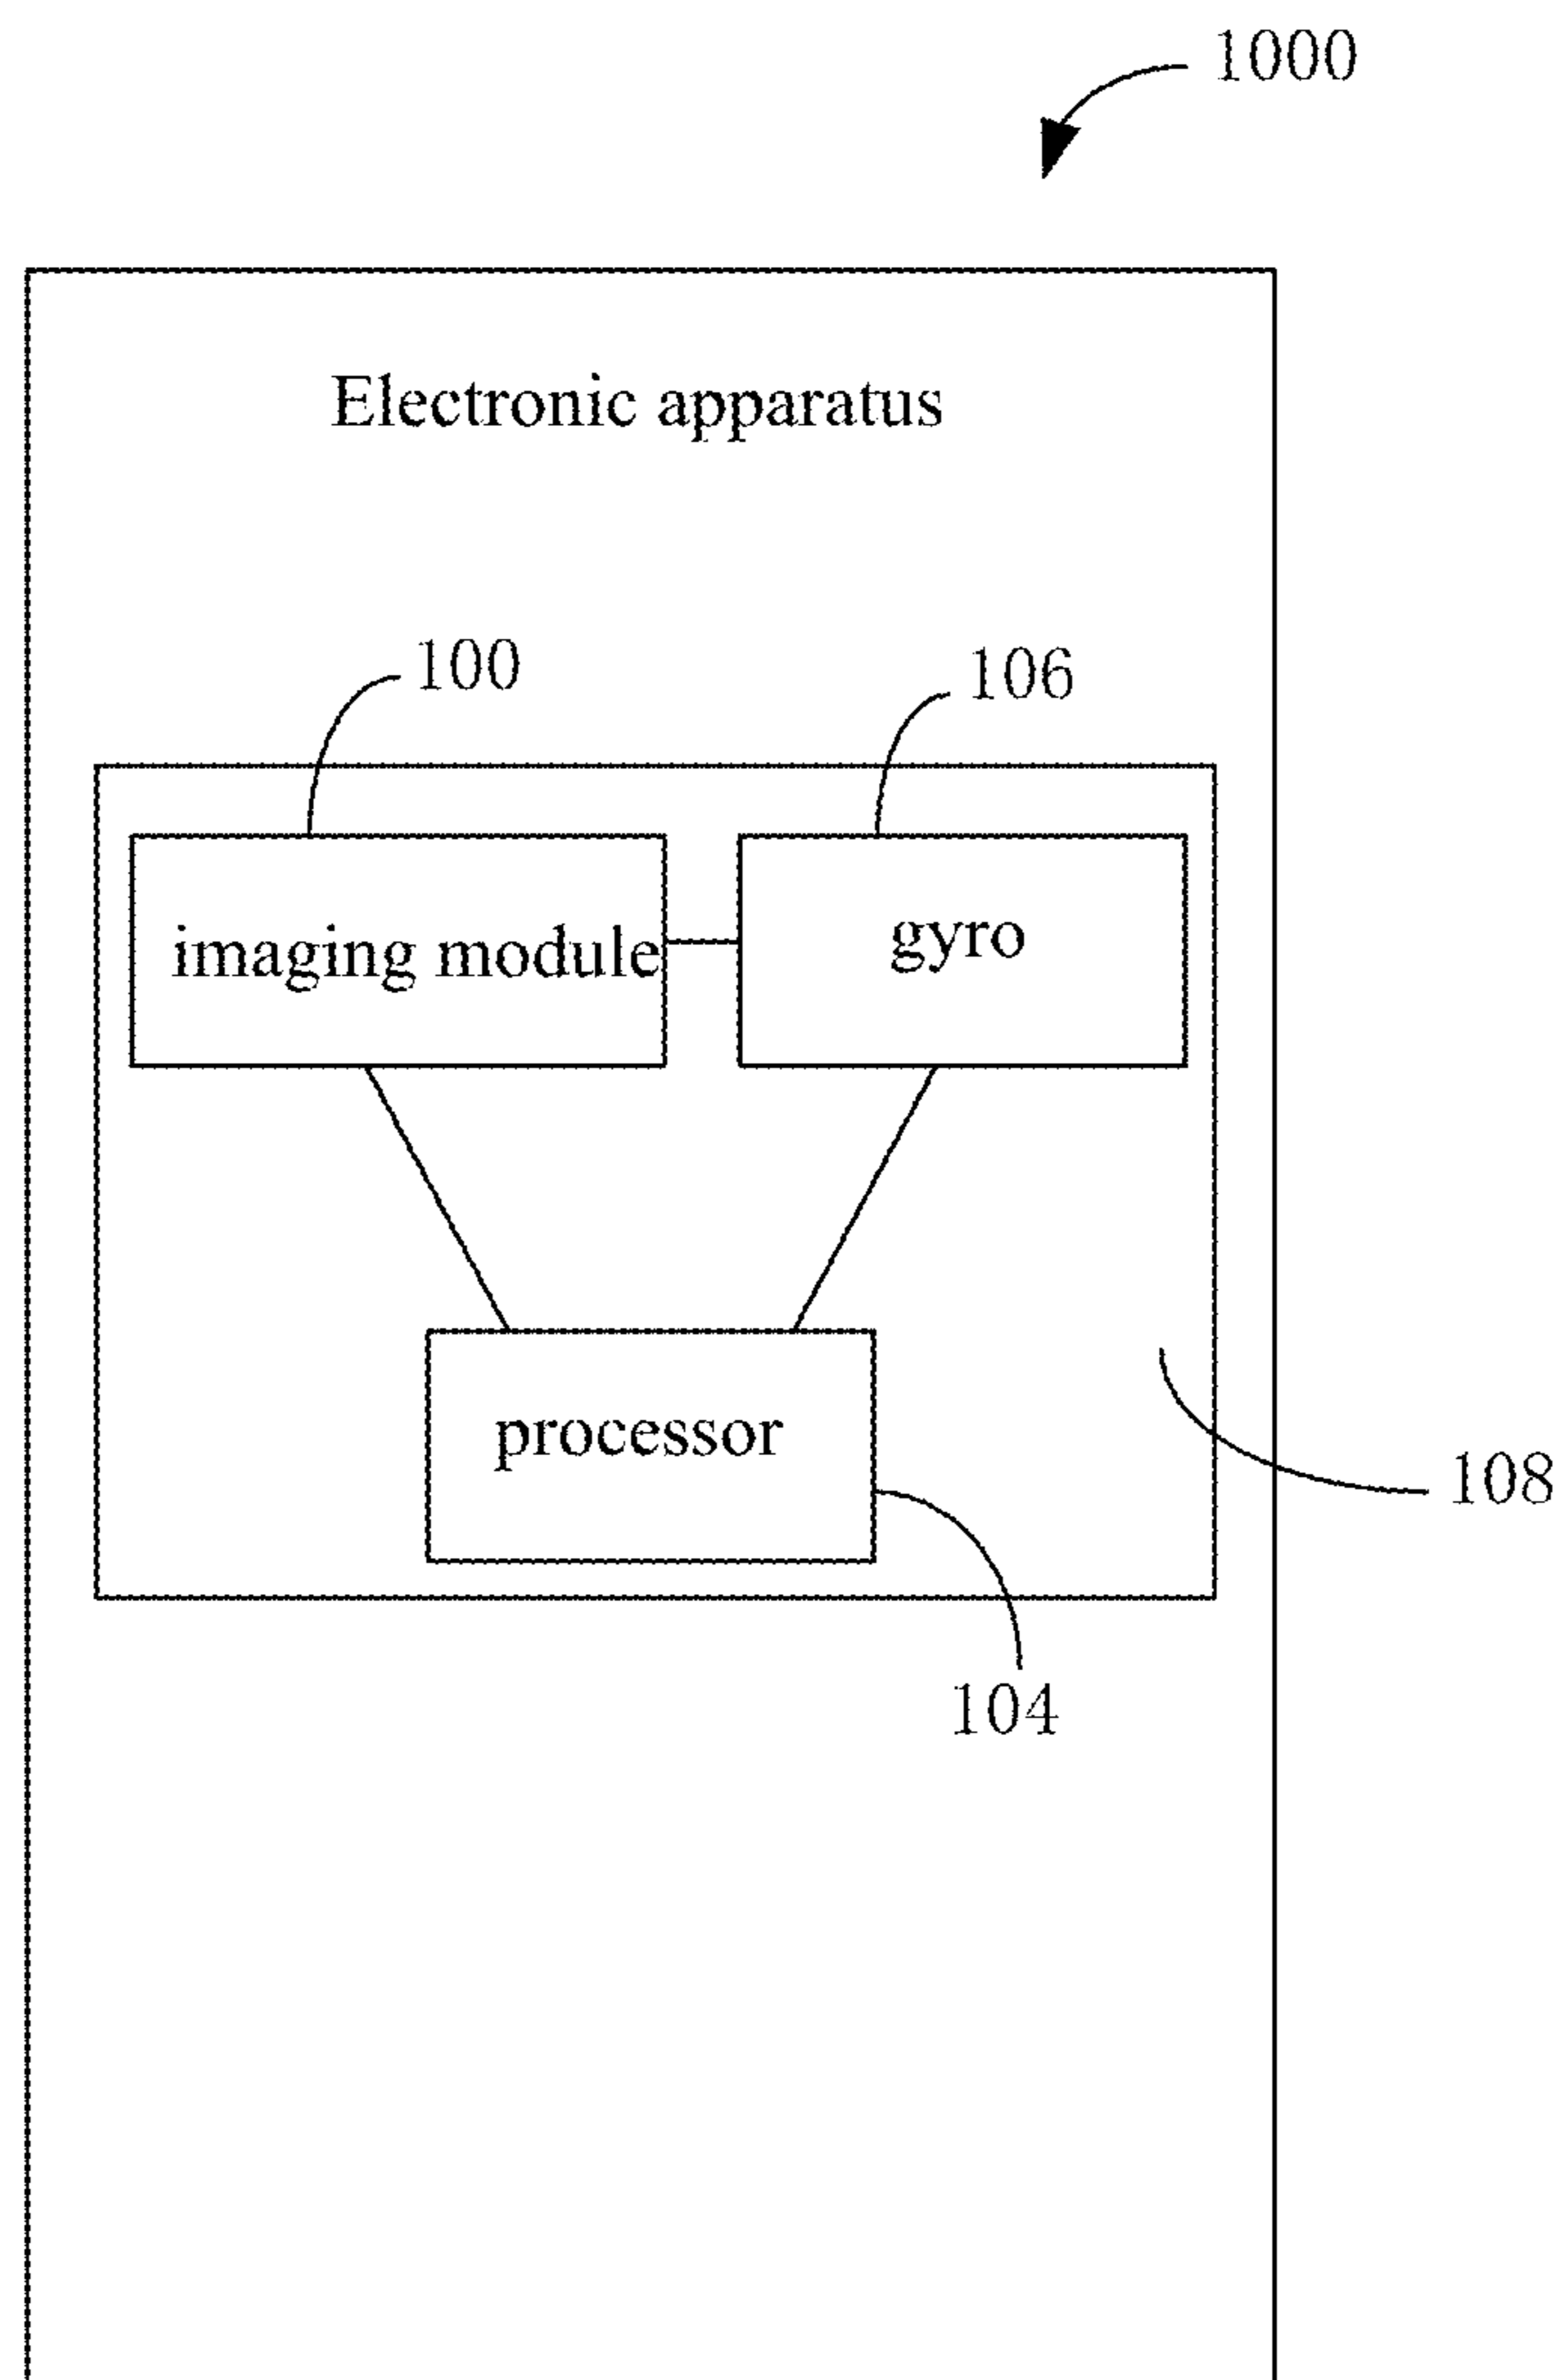 1000
Electronic apparatus
100
106
imaging module
gyro
processor
108
104